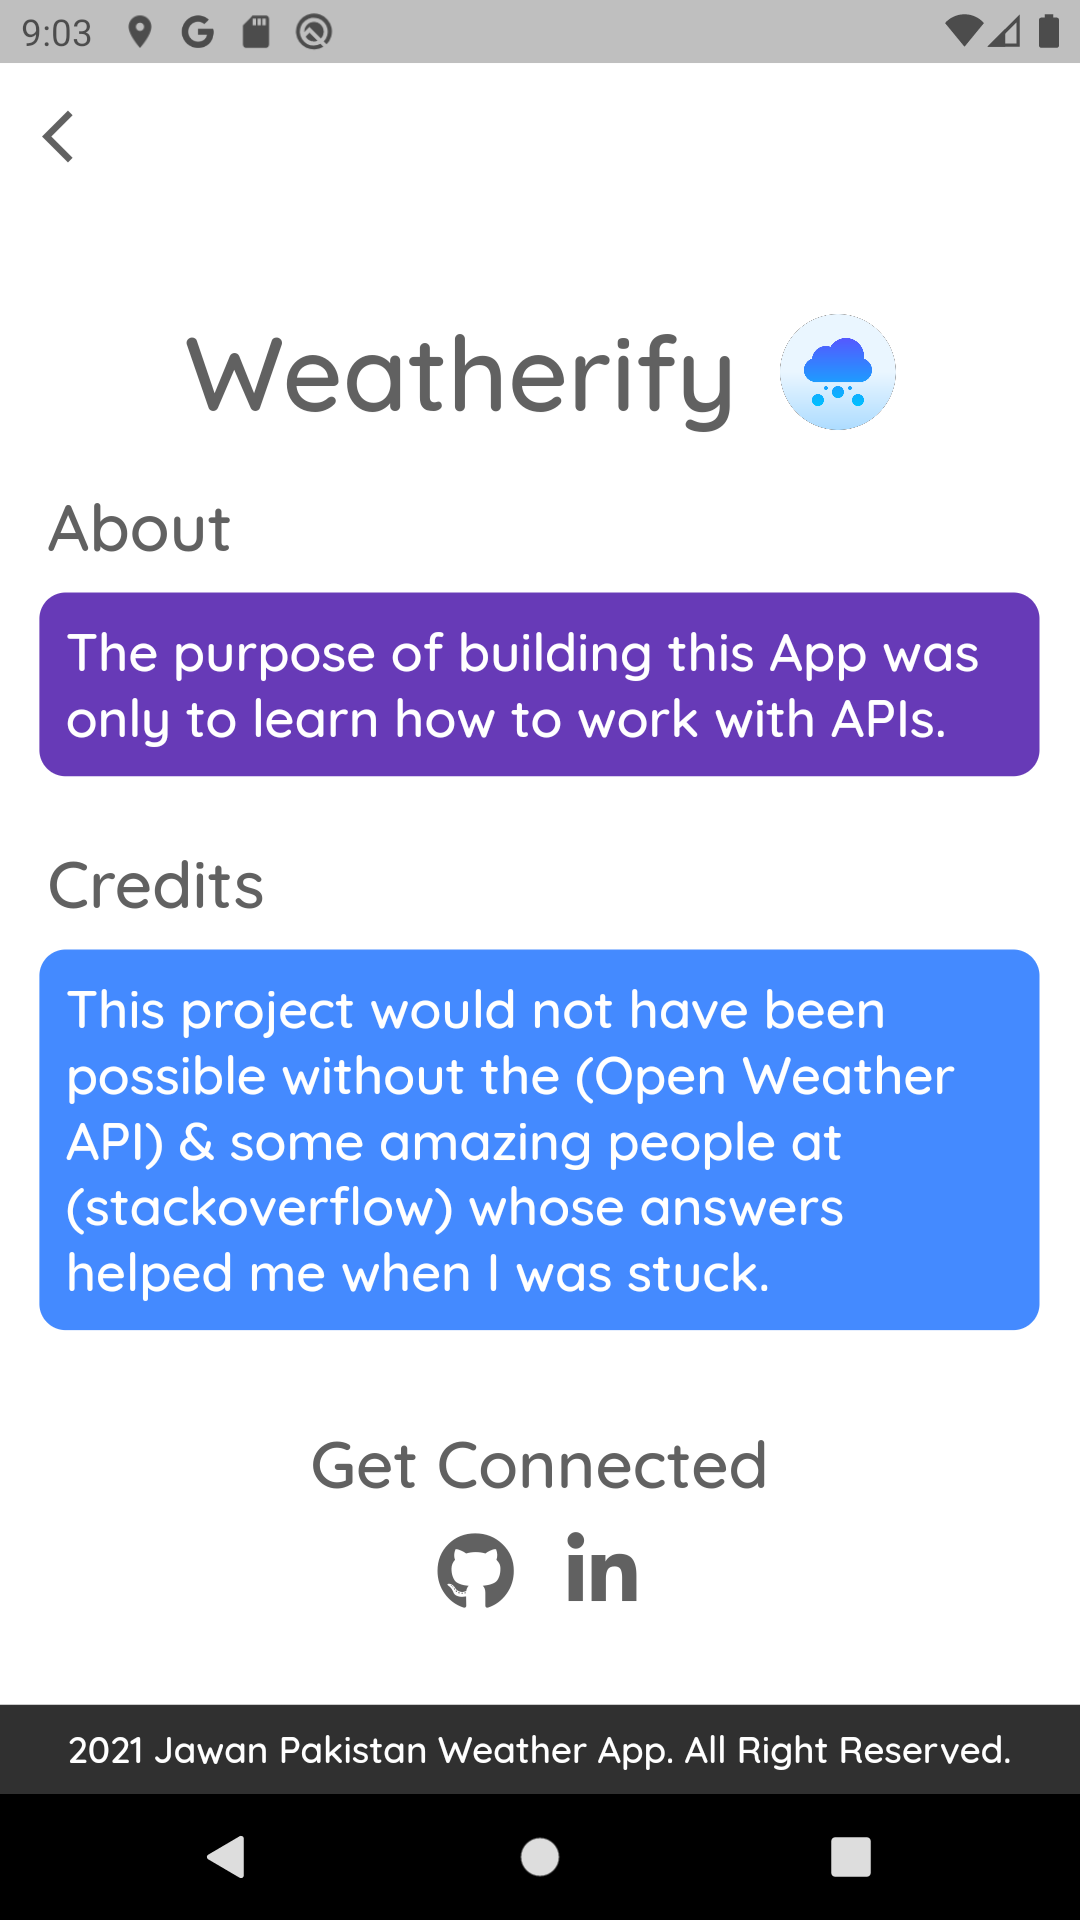 9:03
Weatherify
About
The purpose of building this App was
only to learn how to work with APIs.
Credits
This project would not have been
possible without the (Open Weather
API) & some amazing people at
(stackoverflow) whose answers
helped me when I was stuck.
Get Connected
in
2021 Jawan Pakistan Weather App. All Right Reserved.